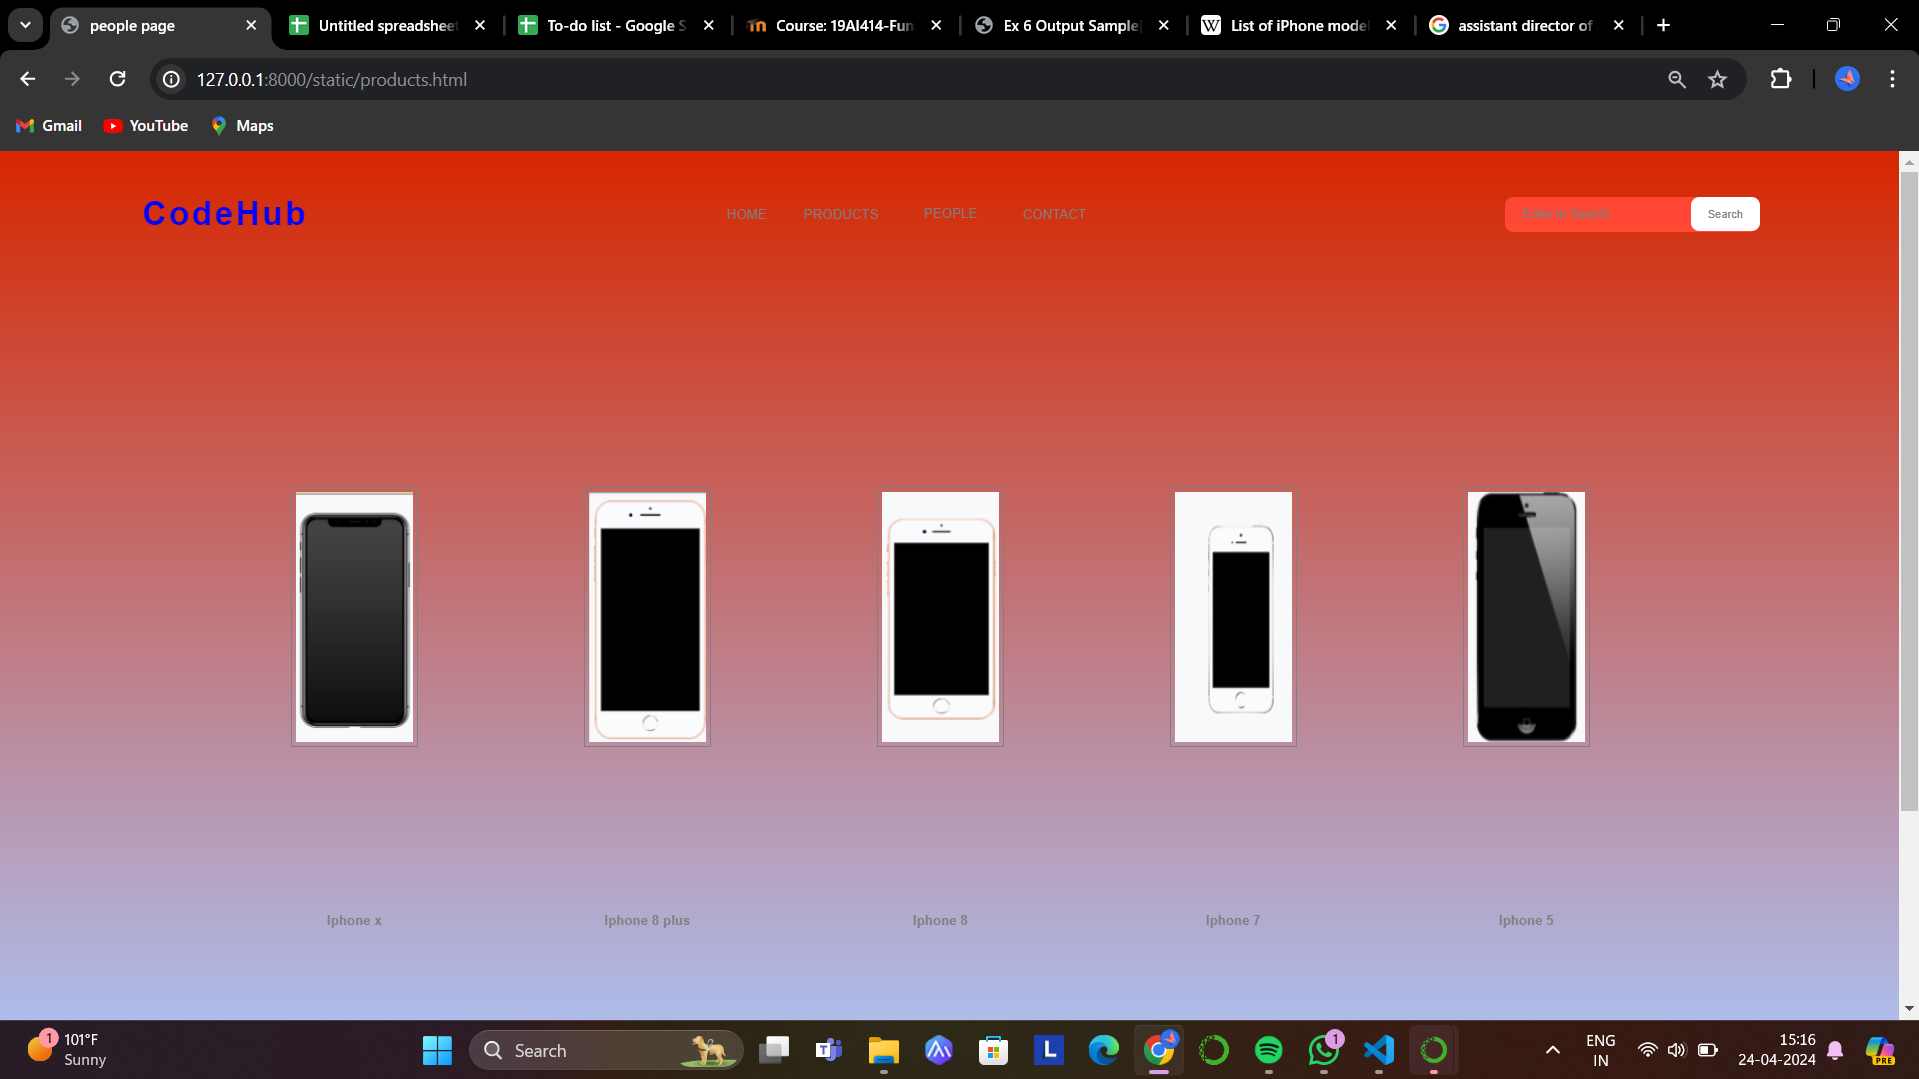 people page
Untitled spreadsheet
To-do list - Google S
Course: 19AI414-Fun
Ex 6 Output Sample
List of iPhone model
assistant director of
127.0.0.1:8000/static/products.html
Gmail
YouTube
Maps
CodeHub
HOME
PRODUCTS
PEOPLE
CONTACT
Search
Iphone x
Iphone 8 plus
Iphone 8
Iphone 7
Iphone 5
1
101°F
Sunny
Search
L
1
PRE
ENG
IN
15:16
24-04-2024